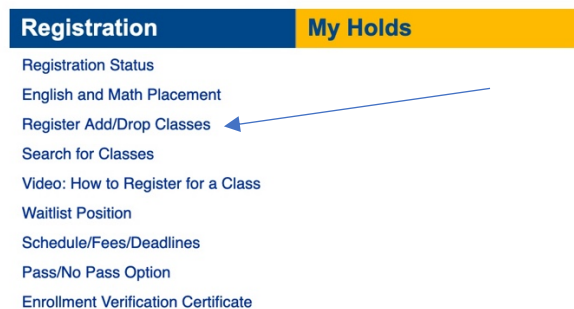 Registration
My Holds
Registration Status
English and Math Placement
Register Add/Drop Classes
Search for Classes
Video: How to Register for a Class
Waitlist Position
Schedule/Fees/Deadlines
Pass/No Pass Option
Enrollment Verification Certificate